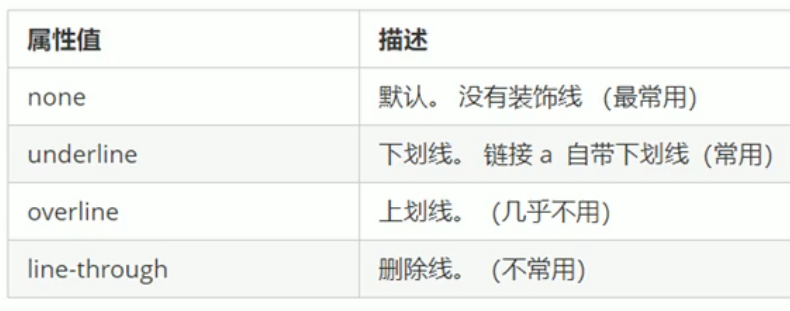 属性值 描述
none 默认。 没有装饰线 (最常用)
underline 下划线。 链接 a 自带下划线 (常用)
overline 上划线。 (几乎不用)
line-through 删除线。 (不常用)